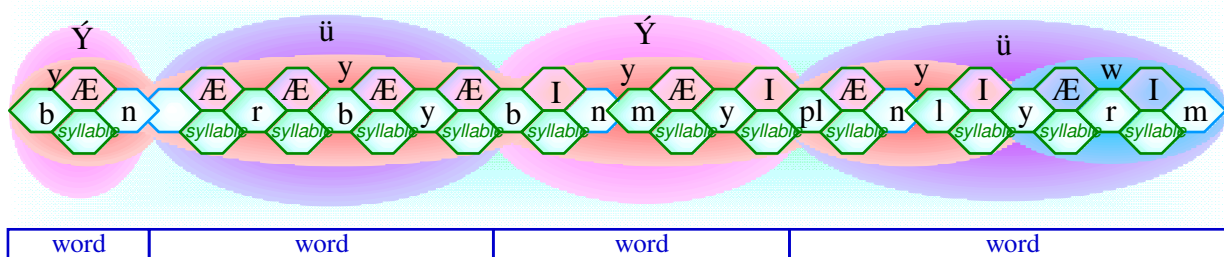 Ý ü Ý ü
y y y y w
Æ Æ Æ Æ Æ I Æ I Æ I Æ I
b n r b y b n m y pl n l y r m
syllable syllable syllable syllable syllable syllable syllable syllable syllable syllable syllable syllable
word word word word